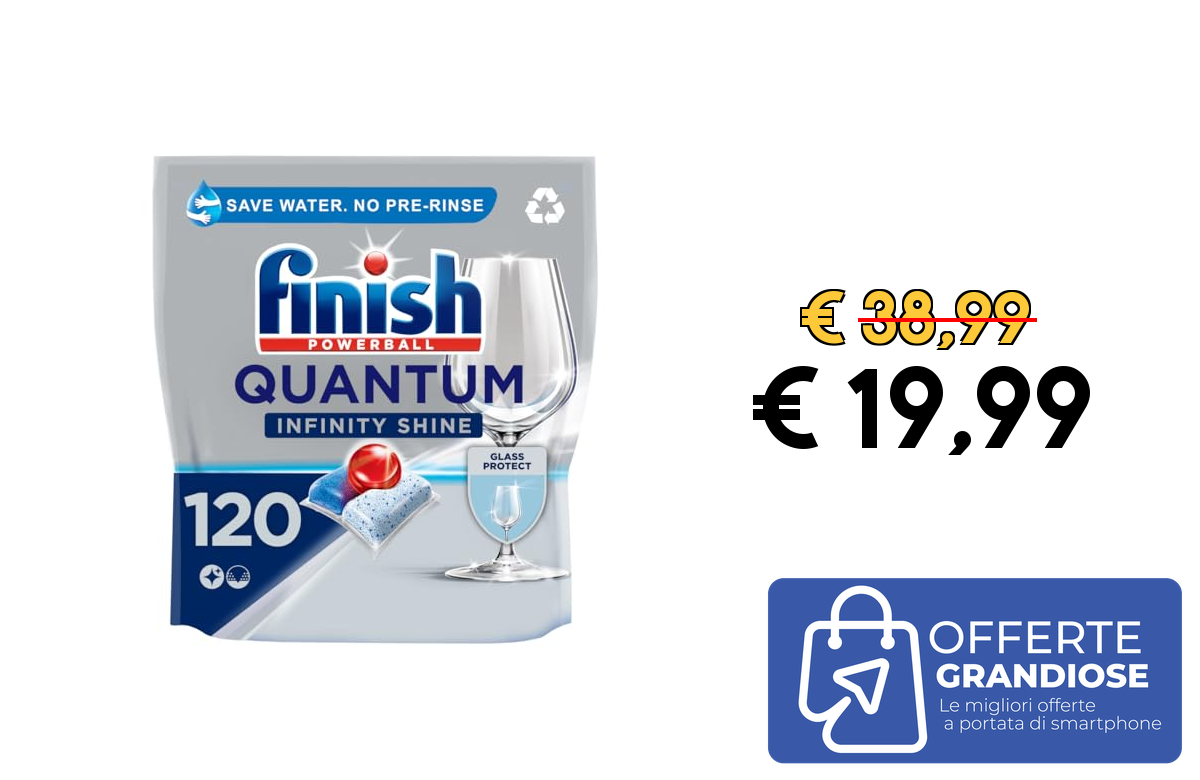 SAVE WATER. NO PRE-RINSE
finish
POWERBALL
QUANTUM
INFINITY SHINE
GLASS
PROTECT
120
€ 38,99
€ 19,99
OFFERTE
GRANDIOSE
Le migliori offerte
a portata di smartphone